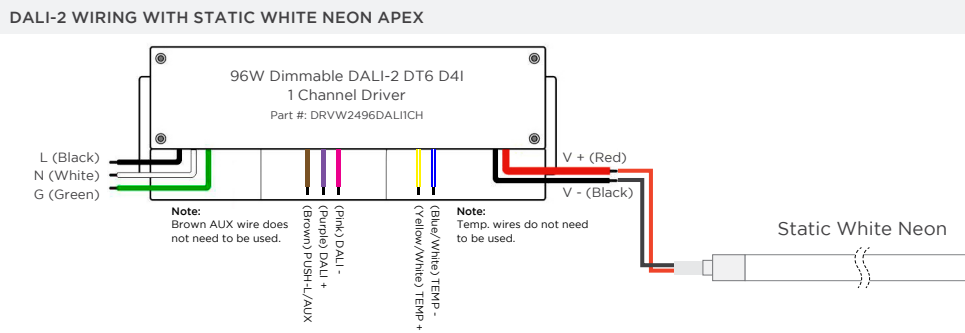 DALI-2 WIRING WITH STATIC WHITE NEON APEX
96W Dimmable DALI-2 DT6 D4I
1 Channel Driver
Part #: DRVW2496DALI1CH
L (Black)
N (White)
G (Green)
V + (Red)
V - (Black)
Note:
Brown AUX wire does
not need to be used.
(Brown) PUSH-L/AUX
(Purple) DALI +
(Pink) DALI -
(Yellow/White) TEMP +
(Blue/White) TEMP -
Note:
Temp. wires do not need
to be used.
Static White Neon